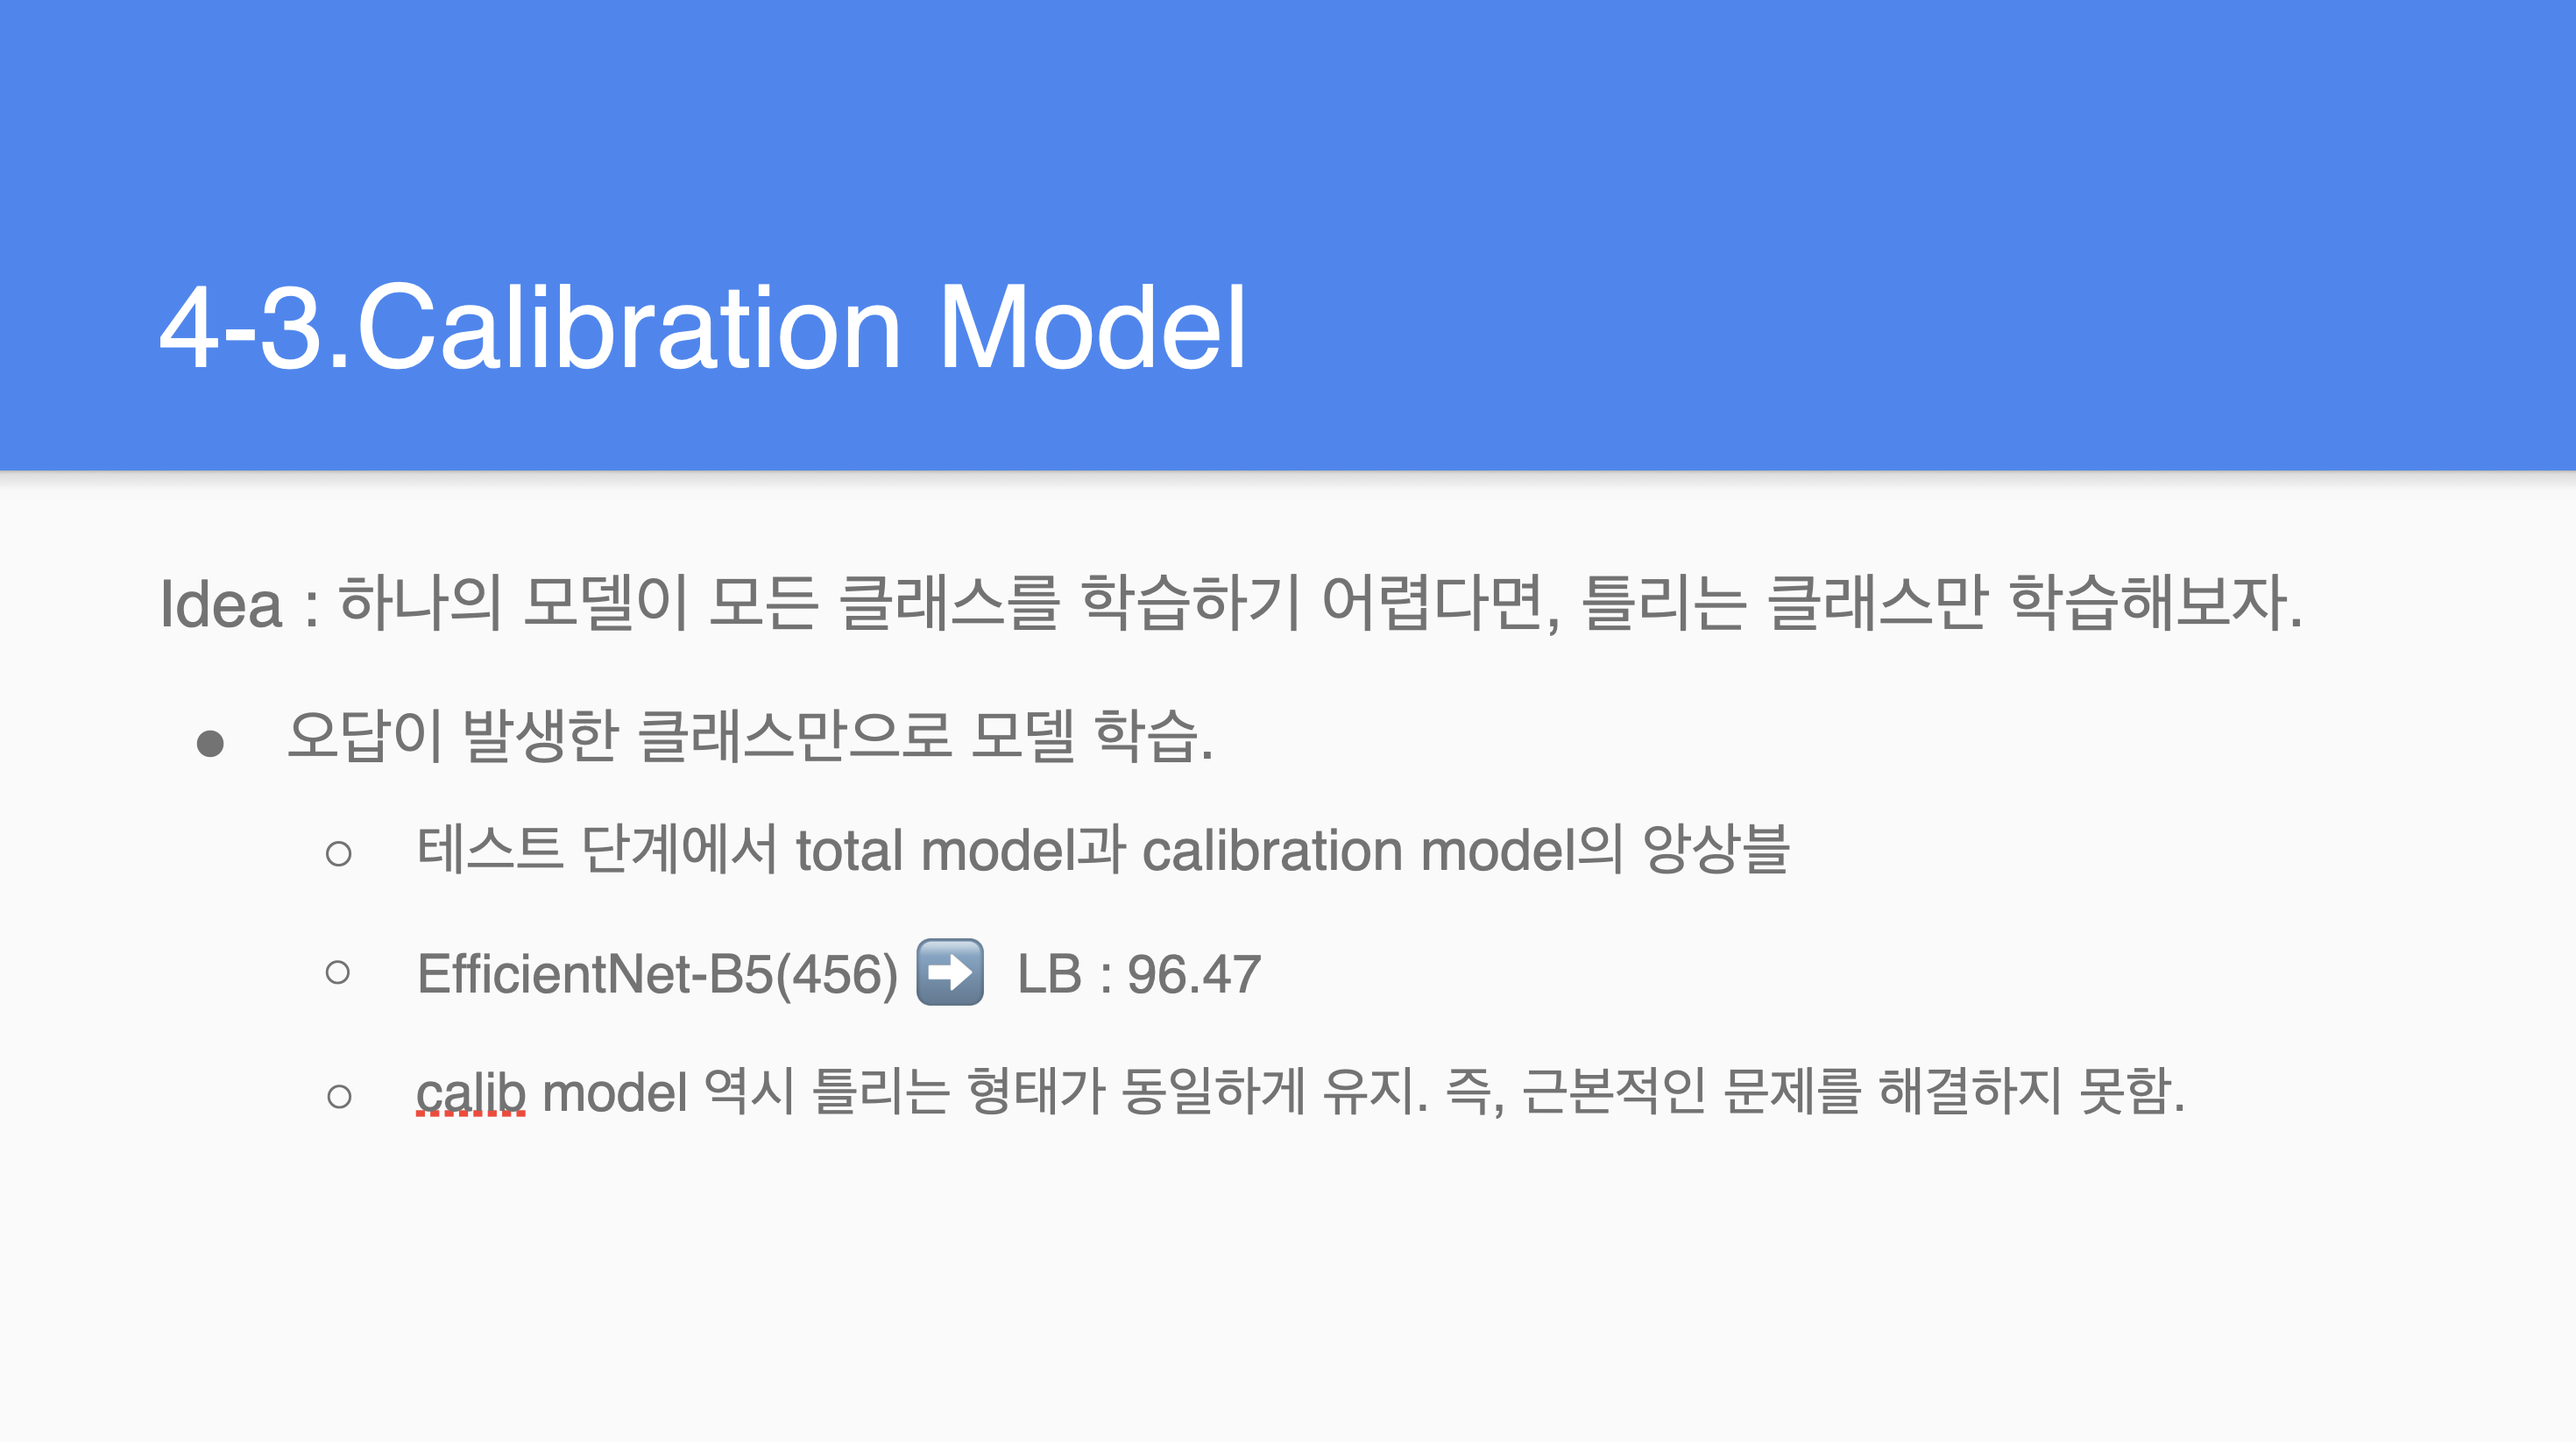 4-3.Calibration Model
Idea : 하나의 모델이 모든 클래스를 학습하기 어렵다면, 틀리는 클래스만 학습해보자.
● 오답이 발생한 클래스만으로 모델 학습.
○ 테스트 단계에서 total model과 calibration model의 앙상블
○ EfficientNet-B5(456) ➡️ LB : 96.47
○ calib model 역시 틀리는 형태가 동일하게 유지. 즉, 근본적인 문제를 해결하지 못함.